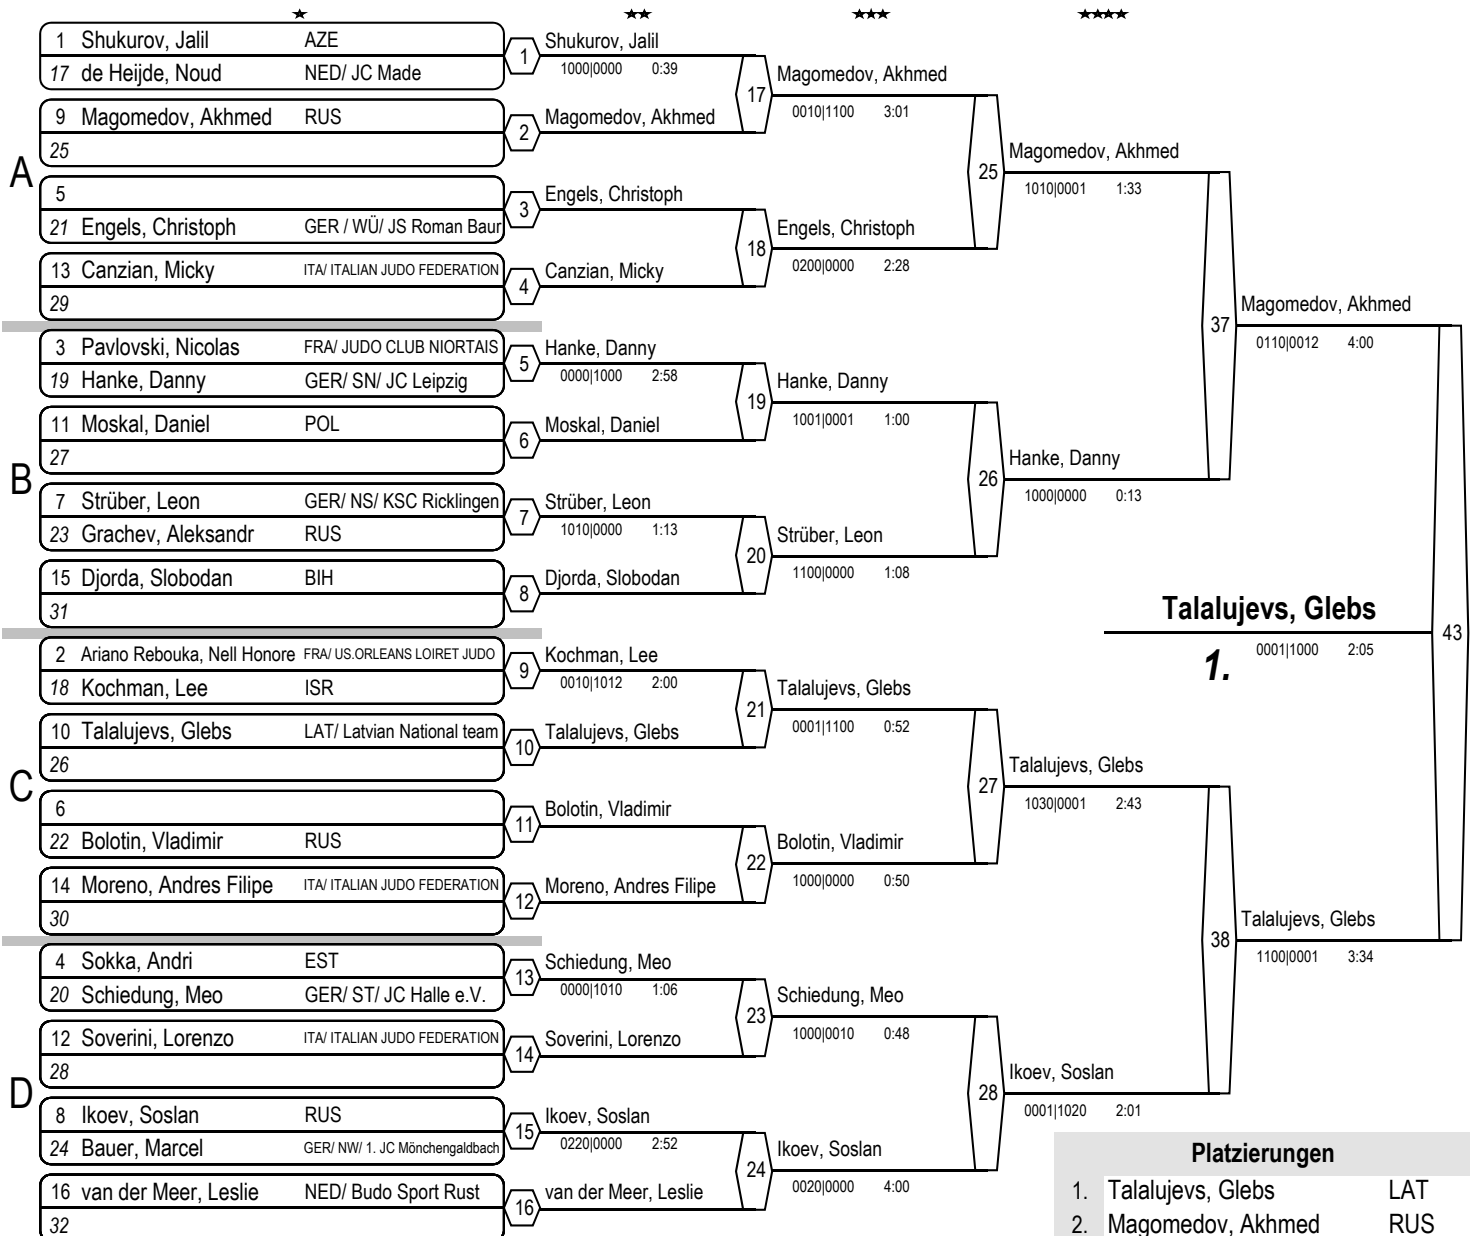 1 Shukurov, Jalil AZE
17 de Heijde, Noud NED/ JC Made
9 Magomedov, Akhmed RUS
25
A
5
21 Engels, Christoph GER / WÜ/ JS Roman Baur
13 Canzian, Micky ITA/ ITALIAN JUDO FEDERATION
29
3 Pavlovski, Nicolas FRA/ JUDO CLUB NIORTAIS
19 Hanke, Danny GER/ SN/ JC Leipzig
11 Moskal, Daniel POL
27
B
7 Strüber, Leon GER/ NS/ KSC Ricklingen
23 Grachev, Aleksandr RUS
15 Djorda, Slobodan BIH
31
2 Ariano Rebouka, Nell Honore FRA/ US.ORLEANS LOIRET JUDO
18 Kochman, Lee ISR
10 Talalujevs, Glebs LAT/ Latvian National team
26
C
6
22 Bolotin, Vladimir RUS
14 Moreno, Andres Filipe ITA/ ITALIAN JUDO FEDERATION
30
4 Sokka, Andri EST
20 Schiedung, Meo GER/ ST/ JC Halle e.V.
12 Soverini, Lorenzo ITA/ ITALIAN JUDO FEDERATION
28
D
8 Ikoev, Soslan RUS
24 Bauer, Marcel GER/ NW/ 1. JC Mönchengaldbach
16 van der Meer, Leslie NED/ Budo Sport Rust
32
1 Shukurov, Jalil
1000|0000 0:39
2 Magomedov, Akhmed
3 Engels, Christoph
4 Canzian, Micky
5 Hanke, Danny
0000|1000 2:58
6 Moskal, Daniel
7 Strüber, Leon
1010|0000 1:13
8 Djorda, Slobodan
9 Kochman, Lee
0010|1012 2:00
10 Talalujevs, Glebs
11 Bolotin, Vladimir
12 Moreno, Andres Filipe
13 Schiedung, Meo
0000|1010 1:06
14 Soverini, Lorenzo
15 Ikoev, Soslan
0220|0000 2:52
16 van der Meer, Leslie
17 Magomedov, Akhmed
0010|1100 3:01
18 Engels, Christoph
0200|0000 2:28
19 Hanke, Danny
1001|0001 1:00
20 Strüber, Leon
1100|0000 1:08
21 Talalujevs, Glebs
0001|1100 0:52
22 Bolotin, Vladimir
1000|0000 0:50
23 Schiedung, Meo
1000|0010 0:48
24 Ikoev, Soslan
0020|0000 4:00
25 Magomedov, Akhmed
1010|0001 1:33
26 Hanke, Danny
1000|0000 0:13
27 Talalujevs, Glebs
1030|0001 2:43
28 Ikoev, Soslan
0001|1020 2:01
37 Magomedov, Akhmed
0110|0012 4:00
38 Talalujevs, Glebs
1100|0001 3:34
43
Talalujevs, Glebs
1. 0001|1000 2:05
Platzierungen
1. Talalujevs, Glebs LAT
2. Magomedov, Akhmed RUS